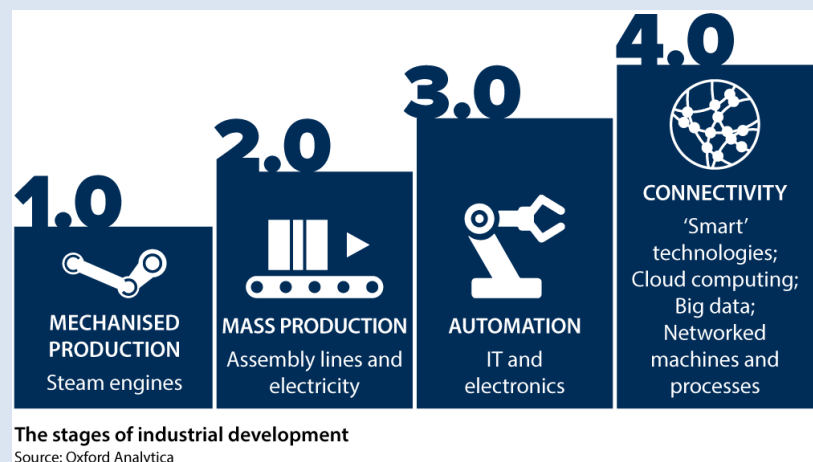 1.0
MECHANISED
PRODUCTION
Steam engines
2.0
MASS PRODUCTION
Assembly lines and
electricity
3.0
AUTOMATION
IT and
electronics
4.0
CONNECTIVITY
‘Smart’
technologies;
Cloud computing;
Big data;
Networked
machines and
processes
The stages of industrial development
Source: Oxford Analytica